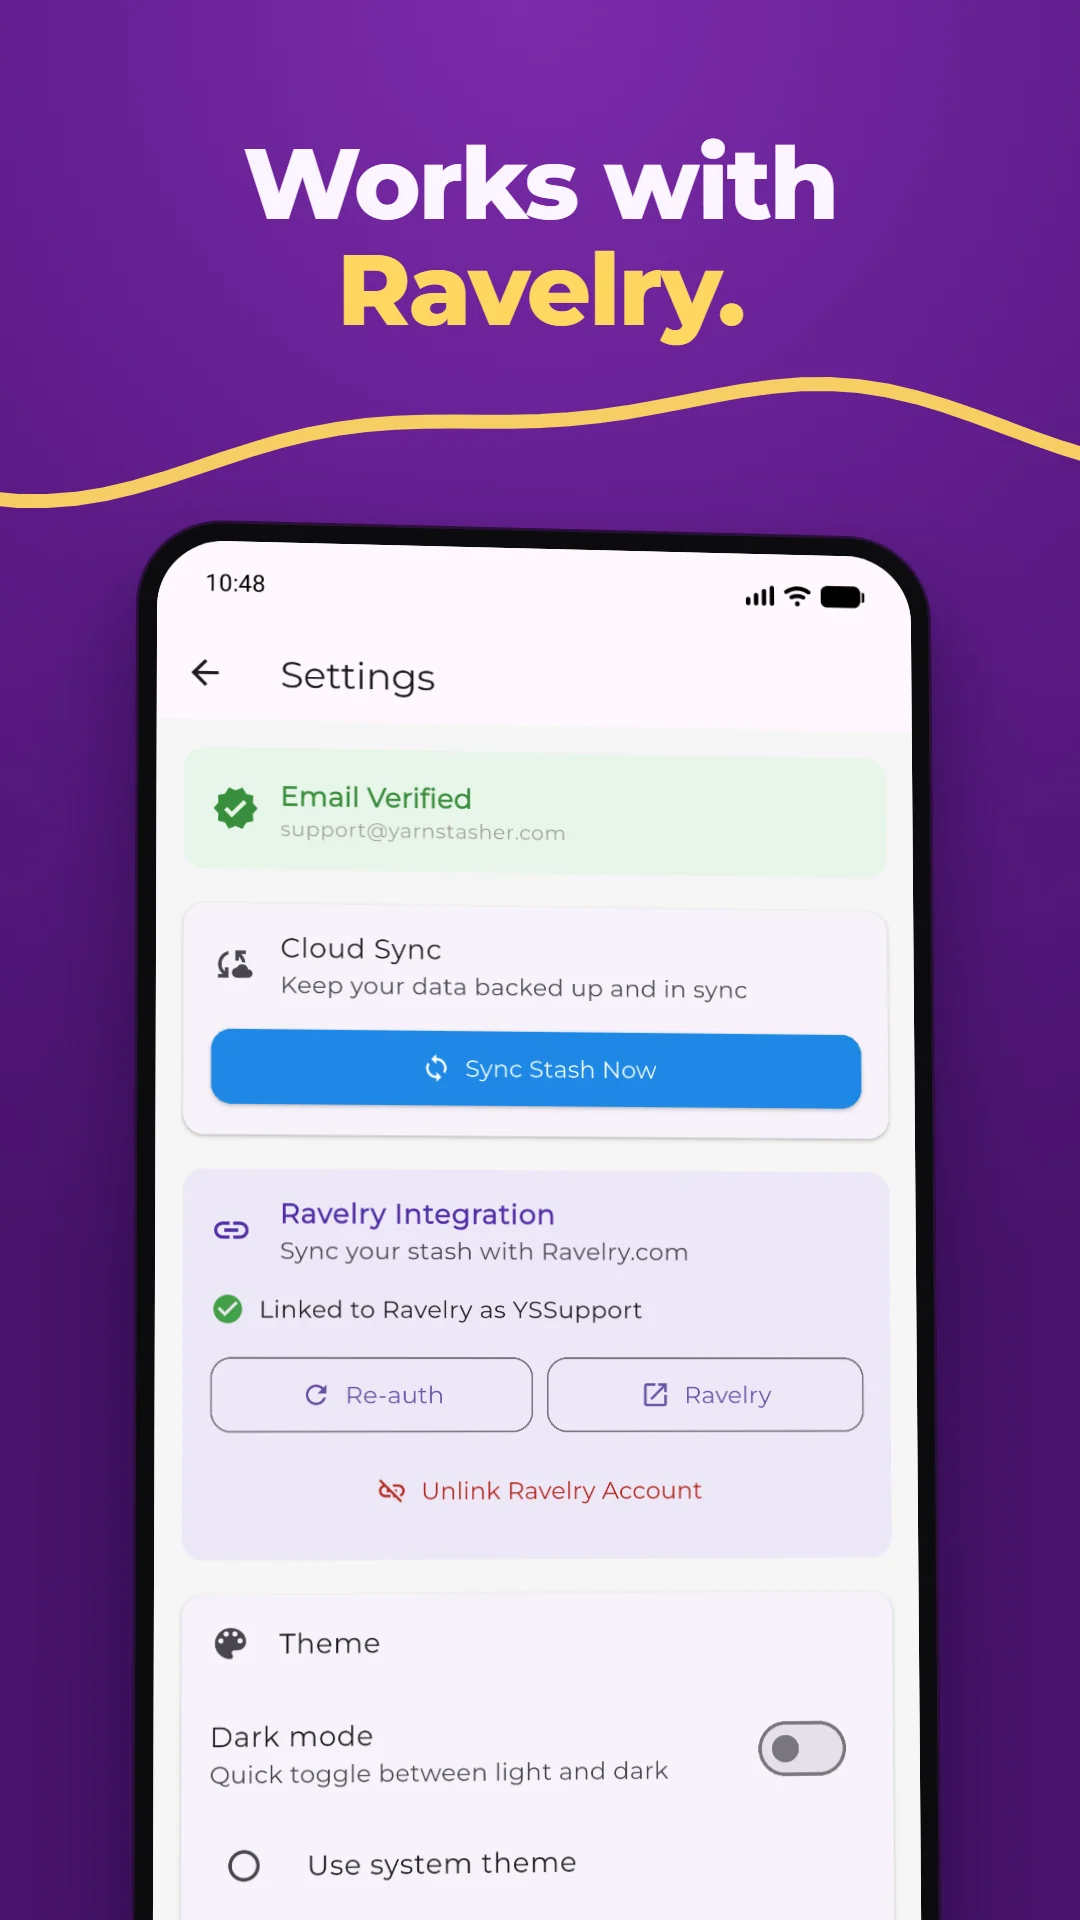 Works with
Ravelry.
10:48
Settings
Email Verified
support@yarnstasher.com
Cloud Sync
Keep your data backed up and in sync
Sync Stash Now
Ravelry Integration
Sync your stash with Ravelry.com
Linked to Ravelry as YSSupport
Re-auth
Ravelry
Unlink Ravelry Account
Theme
Dark mode
Quick toggle between light and dark
Use system theme